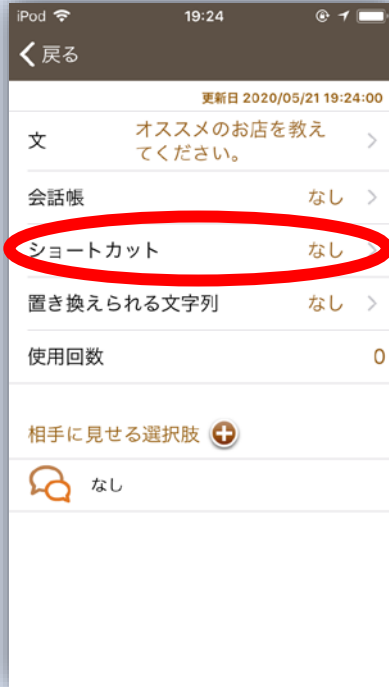 iPod 19:24
戻る
更新日 2020/05/21 19:24:00
文 オススメのお店を教え
てください。
会話帳 なし
ショートカット なし
置き換えられる文字列 なし
使用回数 0
相手に見せる選択肢
なし